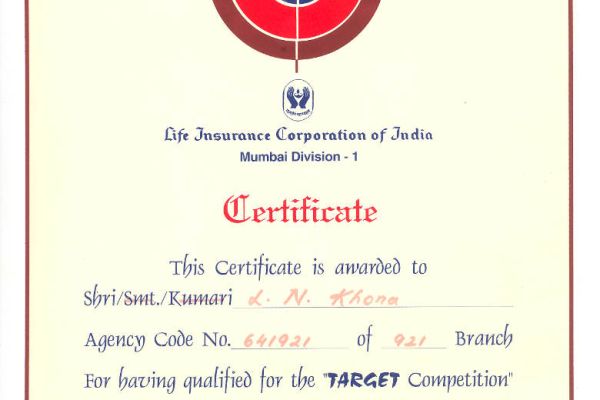 Life Insurance Corporation of India
Mumbai Division - 1
Certificate
This Certificate is awarded to
Shri/Smt./Kumari L. N. Khona
Agency Code No. 641921 of 921 Branch
For having qualified for the "TARGET Competition"